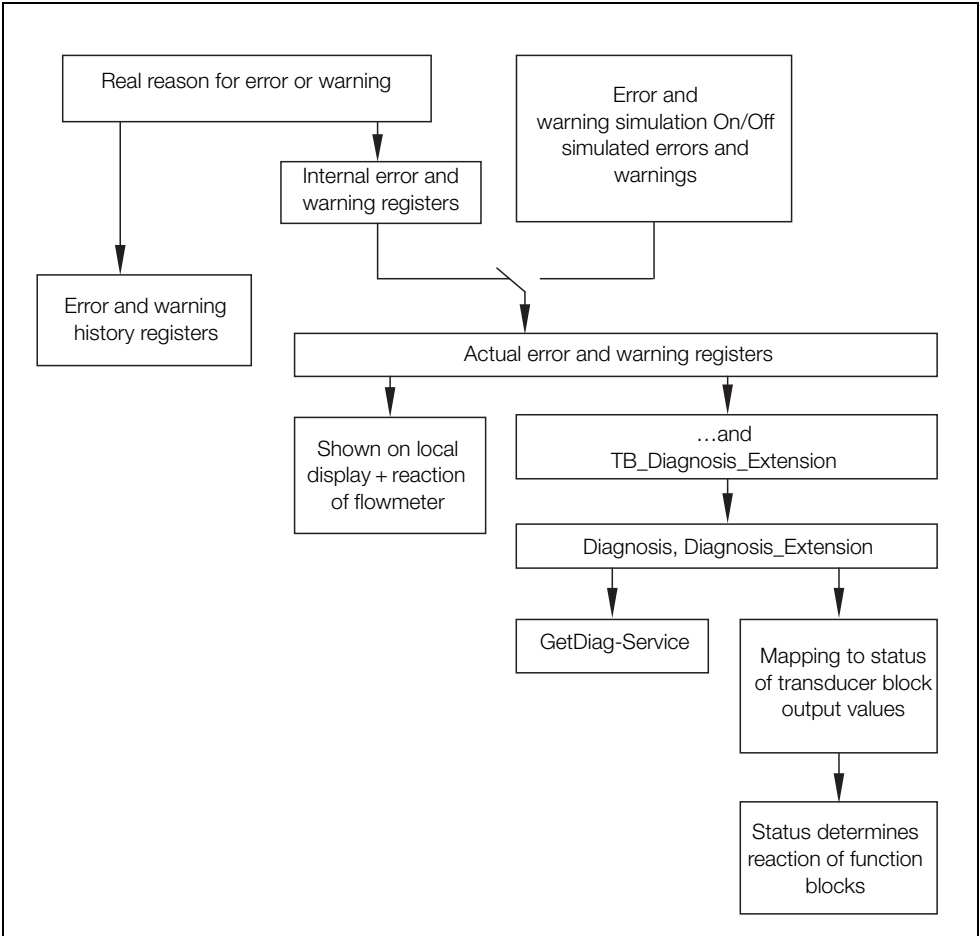 Real reason for error or warning
Error and
warning simulation On/Off
simulated errors and
warnings
Internal error and
warning registers
Error and warning
history registers
Actual error and warning registers
Shown on local
display + reaction
of flowmeter
…and
TB_Diagnosis_Extension
Diagnosis, Diagnosis_Extension
GetDiag-Service
Mapping to status
of transducer block
output values
Status determines
reaction of function
blocks